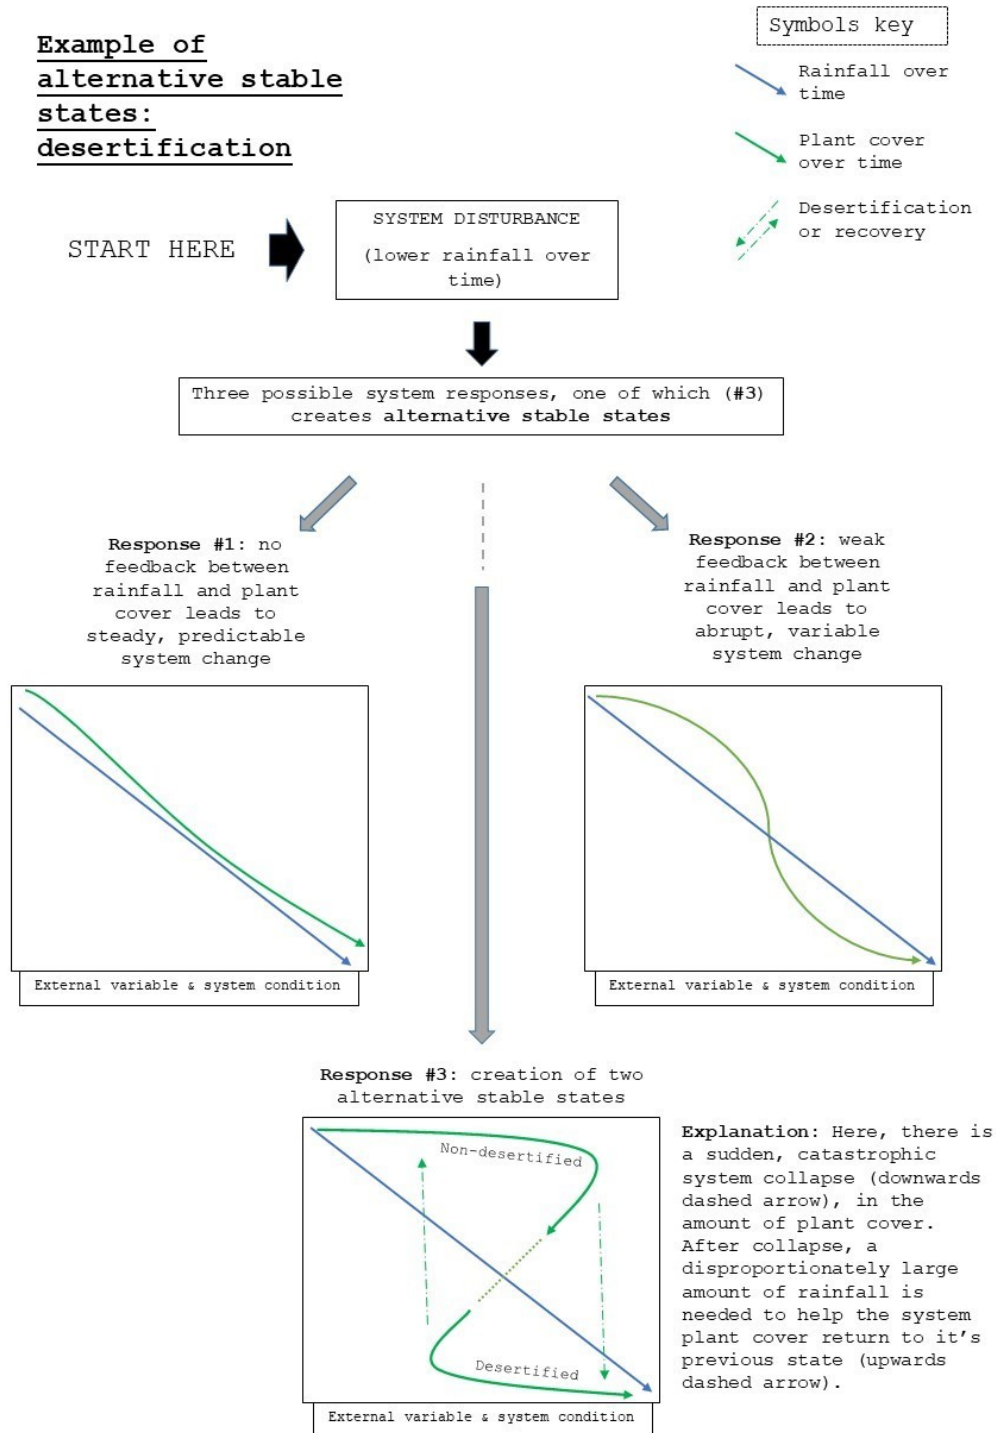 Example of
alternative stable
states:
desertification
Symbols key
Rainfall over
time
Plant cover
over time
Desertification
or recovery
START HERE
SYSTEM DISTURBANCE
(lower rainfall over
time)
Three possible system responses, one of which (#3)
creates alternative stable states
Response #1: no
feedback between
rainfall and plant
cover leads to
steady, predictable
system change
Response #2: weak
feedback between
rainfall and plant
cover leads to
abrupt, variable
system change
External variable & system condition
External variable & system condition
Response #3: creation of two
alternative stable states
Non-desertified
Desertified
External variable & system condition
Explanation: Here, there is
a sudden, catastrophic
system collapse (downwards
dashed arrow), in the
amount of plant cover.
After collapse, a
disproportionately large
amount of rainfall is
needed to help the system
plant cover return to it's
previous state (upwards
dashed arrow).